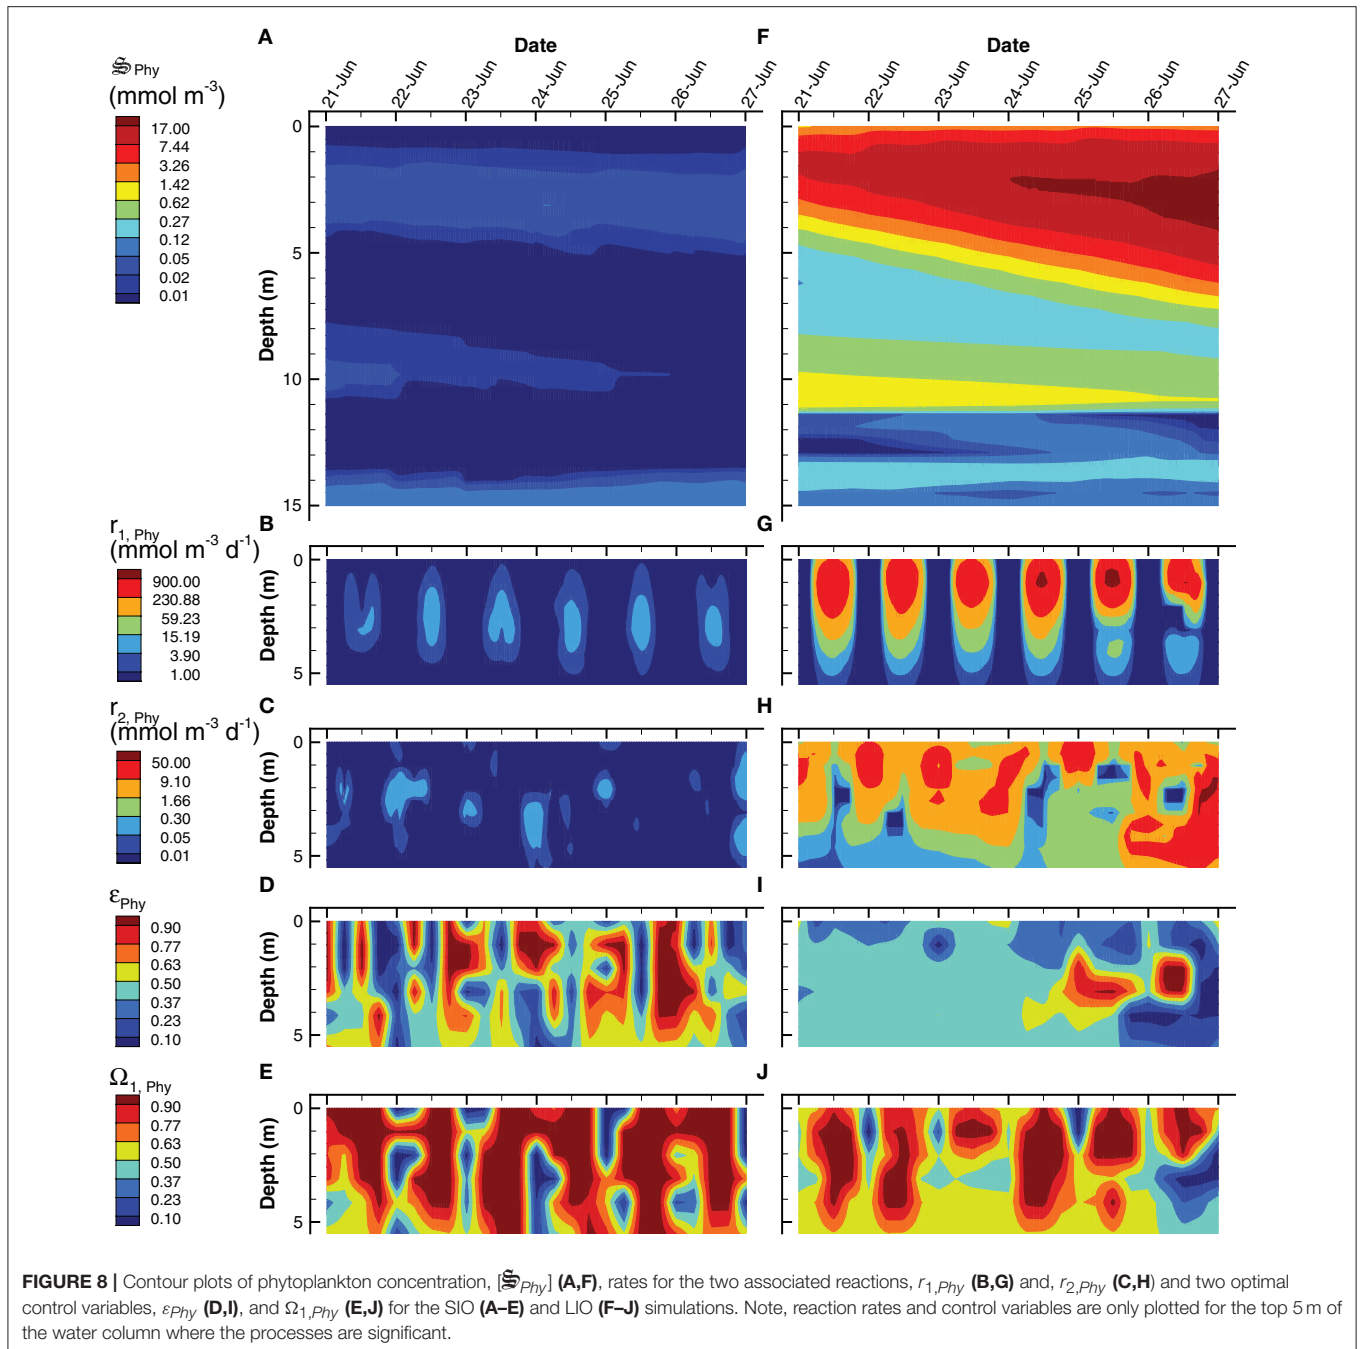 A
Date
F
Date
𝕾 Phy
(mmol m-3)
21-Jun
22-Jun
23-Jun
24-Jun
25-Jun
26-Jun
27-Jun
21-Jun
22-Jun
23-Jun
24-Jun
25-Jun
26-Jun
27-Jun
17.00
7.44
3.26
1.42
0.62
0.27
0.12
0.05
0.02
0.01
0
5
10
15
Depth (m)
r1, Phy
(mmol m-3 d-1)
B
G
900.00
230.88
59.23
15.19
3.90
1.00
0
5
Depth (m)
r2, Phy
(mmol m-3 d-1)
C
H
50.00
9.10
1.66
0.30
0.05
0.01
0
5
Depth (m)
εPhy
D
I
0.90
0.77
0.63
0.50
0.37
0.23
0.10
0
5
Depth (m)
Ω1, Phy
E
J
0.90
0.77
0.63
0.50
0.37
0.23
0.10
0
5
Depth (m)
FIGURE 8 | Contour plots of phytoplankton concentration, [𝕾Phy] (A,F), rates for the two associated reactions, r1,Phy (B,G) and, r2,Phy (C,H) and two optimal
control variables, εPhy (D,I), and Ω1,Phy (E,J) for the SIO (A–E) and LIO (F–J) simulations. Note, reaction rates and control variables are only plotted for the top 5 m of
the water column where the processes are significant.